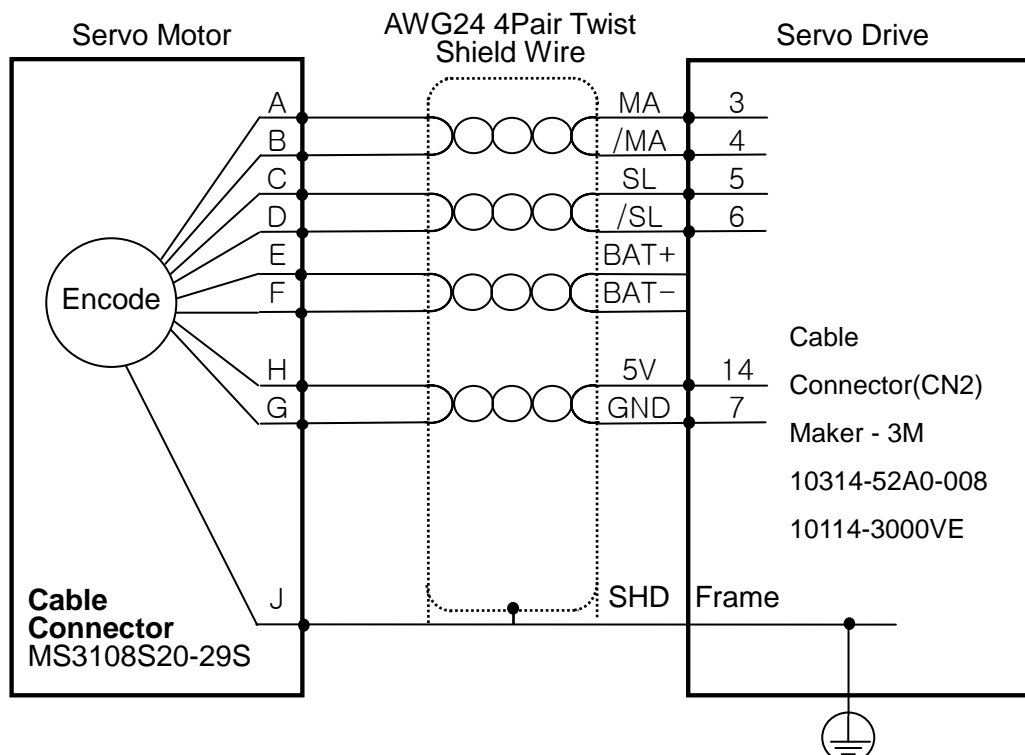 Servo Motor
AWG24 4Pair Twist
Shield Wire
Servo Drive
A
MA
3
B
/MA
4
C
SL
5
D
/SL
6
E
BAT+
F
BAT-
Encode
H
5V
14
G
GND
7
Cable
Connector(CN2)
Maker - 3M
10314-52A0-008
10114-3000VE
J
SHD
Frame
Cable
Connector
MS3108S20-29S